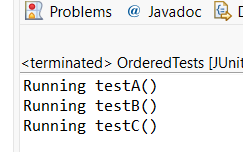 Problems @ Javadoc
<terminated> OrderedTests [JUnit
Running testA()
Running testB()
Running testC()